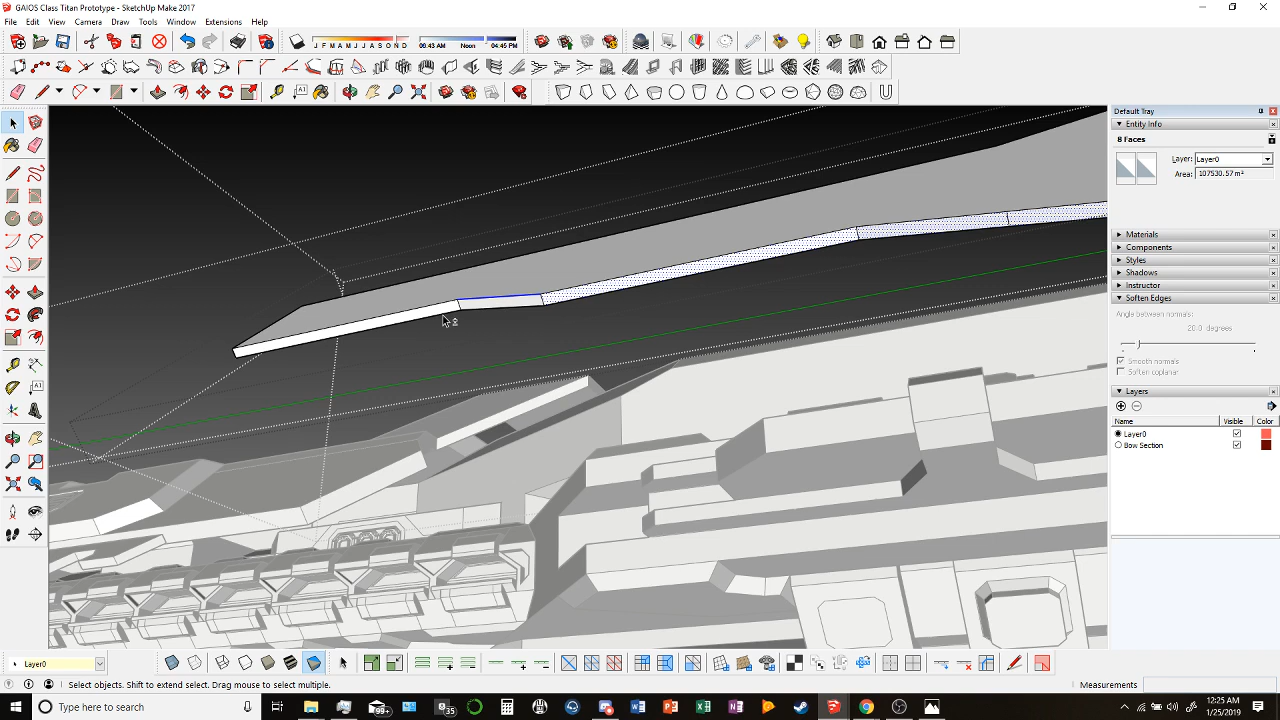 GAIOS Class Titan Prototype - SketchUp Make 2017
File Edit View Camera Draw Tools Window Extensions Help
J F M A M J J A S O N D 06:43 AM Noon 04:45 PM
Default Tray
Entity Info
8 Faces
Layer: Layer0
Area: 107530.57 m²
Materials
Components
Styles
Shadows
Instructor
Soften Edges
Angle between normals:
20.0 degrees
Smooth normals
Soften coplanar
Layers
Name Visible Color
Layer0
Bow Section
Layer0
Select objects. Shift to extend select. Drag mouse to select multiple.
Measurements
Type here to search
99+
35
12:25 AM
1/25/2019